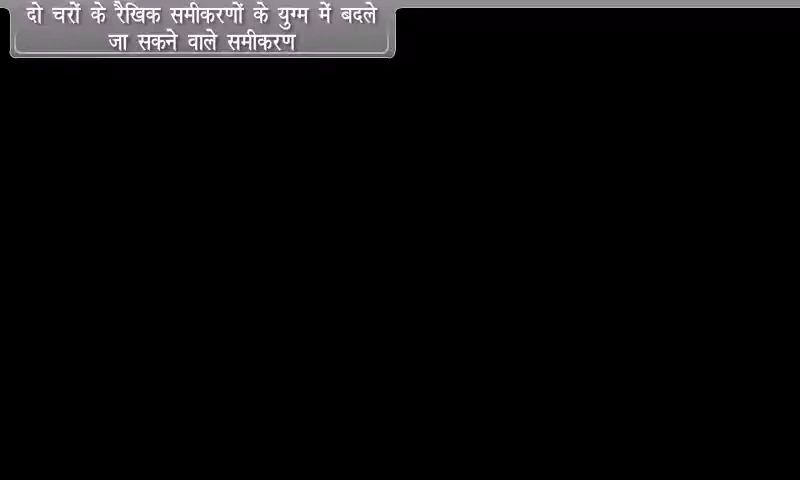 दो चरों के रैखिक समीकरणों के युग्म में बदले
जा सकने वाले समीकरण